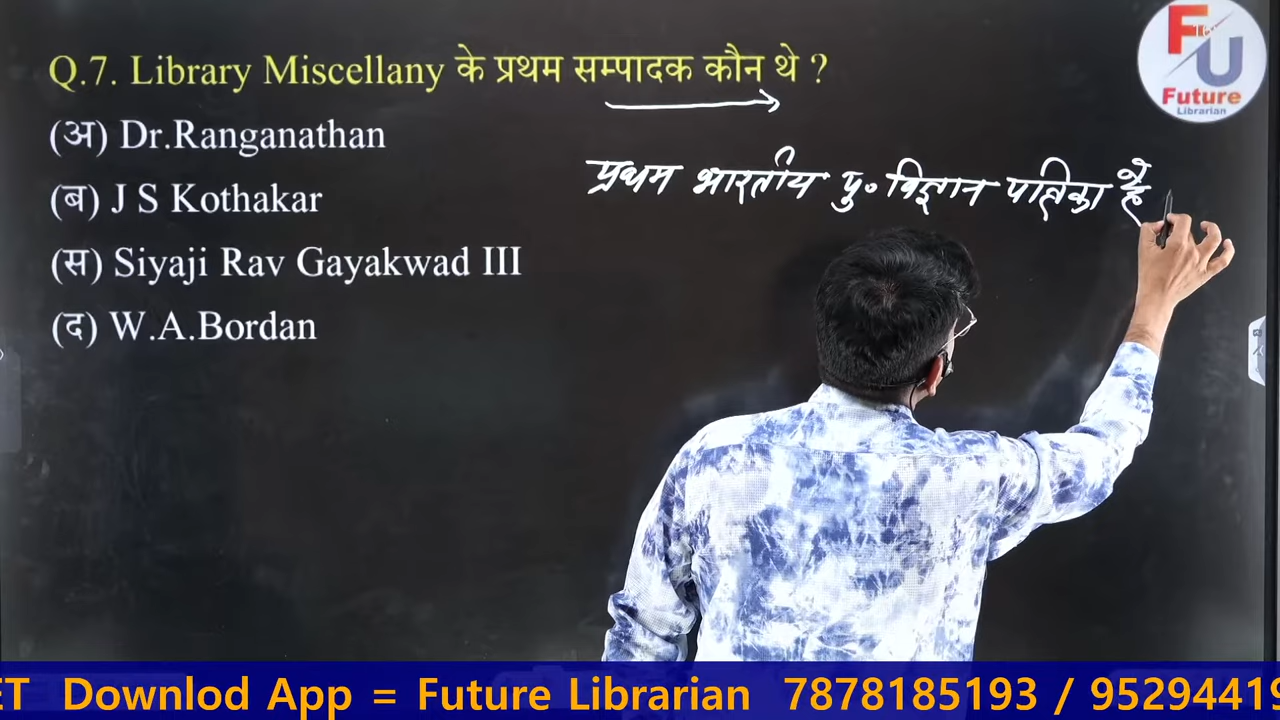 Q.7. Library Miscellany के प्रथम सम्पादक कौन थे ?
(अ) Dr.Ranganathan
(ब) J S Kothakar
(स) Siyaji Rav Gayakwad III
(द) W.A.Bordan
प्रथम भारतीय पु० विज्ञान पत्रिका थे
है
FU
Future
Librarian
ET Downlod App = Future Librarian 7878185193 / 95294419